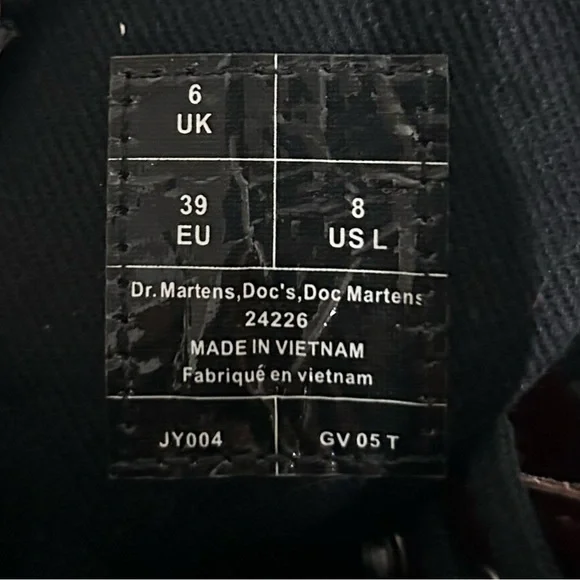 6
UK
39
EU
8
US L
Dr. Martens,Doc's,Doc Martens
24226
MADE IN VIETNAM
Fabriqué en vietnam
JY004
GV 05 T